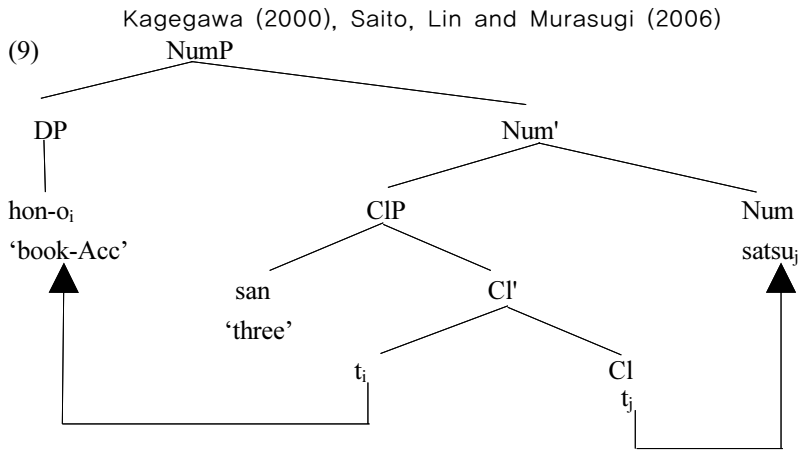 Kagegawa (2000), Saito, Lin and Murasugi (2006)
(9) NumP
DP Num'
hon-oi ClP Num
‘book-Acc’ satsuj
san Cl'
‘three’
ti Cl
tj